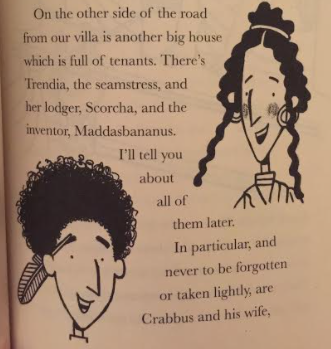 On the other side of the road
from our villa is another big house
which is full of tenants. There's
Trendia, the seamstress, and
her lodger, Scorcha, and the
inventor, Maddasbananus.
I'll tell you
about
all of
them later.
In particular, and
never to be forgotten
or taken lightly, are
Crabbus and his wife,